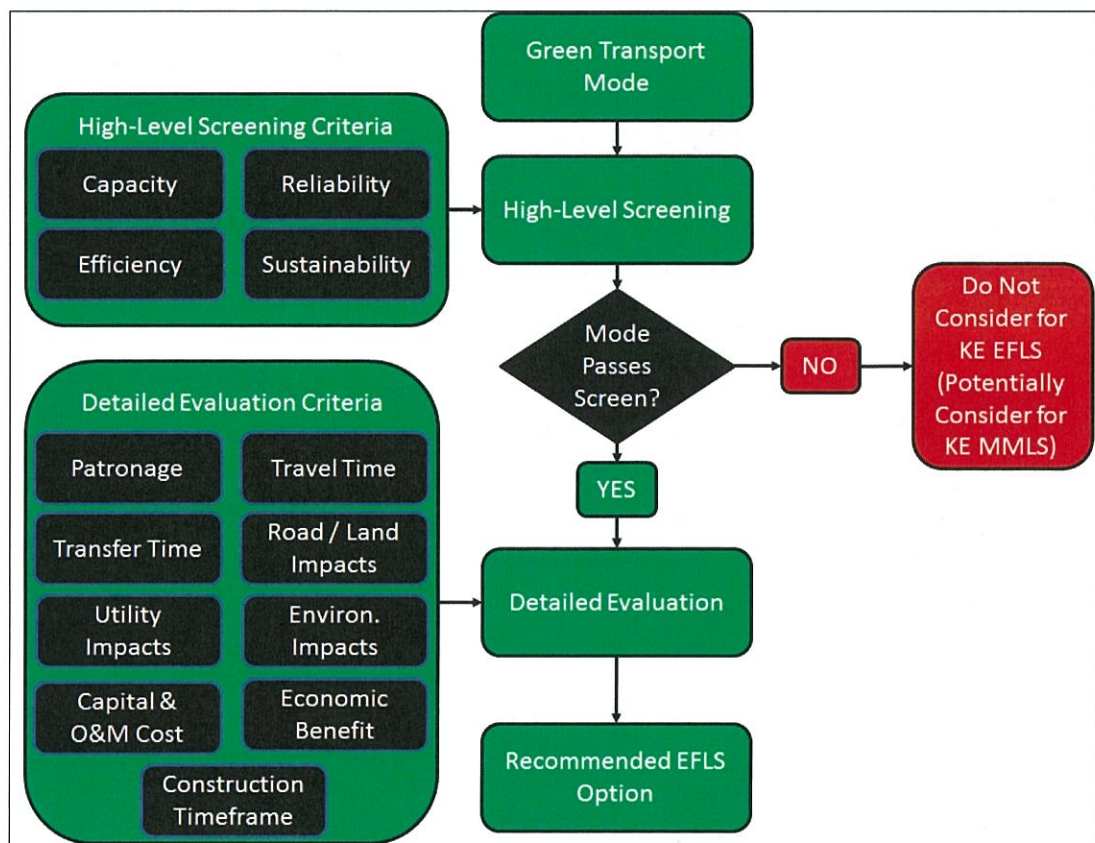 Green Transport
Mode
High-Level Screening Criteria
Capacity
Reliability
Efficiency
Sustainability
High-Level Screening
Mode
Passes
Screen?
NO
Do Not
Consider for
KE EFLS
(Potentially
Consider for
KE MMLS)
YES
Detailed Evaluation Criteria
Patronage
Travel Time
Transfer Time
Road / Land
Impacts
Utility
Impacts
Environ.
Impacts
Capital &
O&M Cost
Economic
Benefit
Construction
Timeframe
Detailed Evaluation
Recommended EFLS
Option